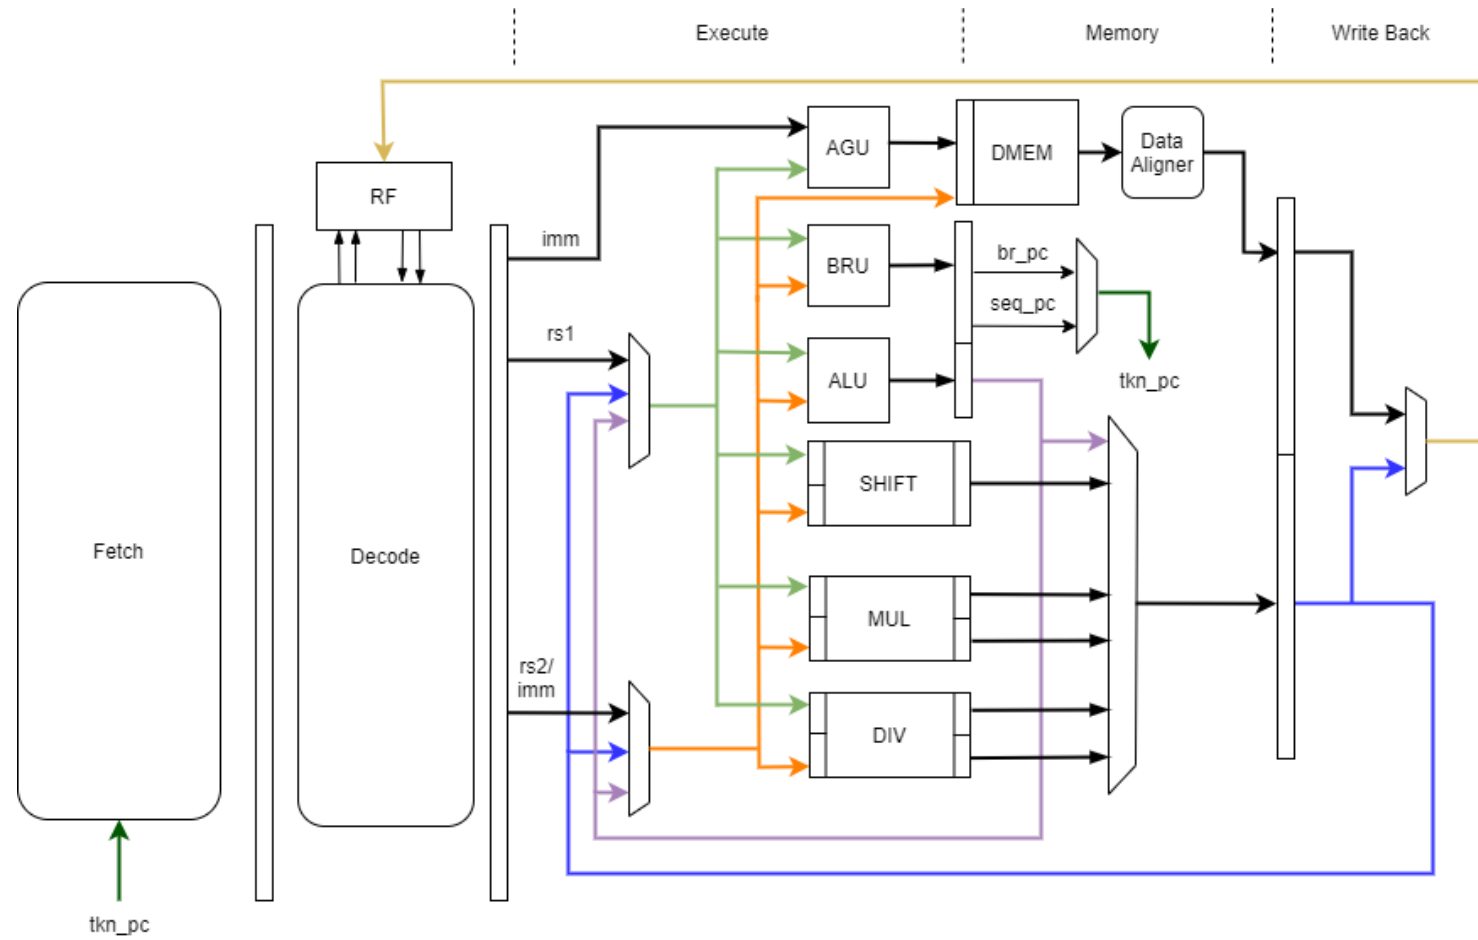 Execute
Memory
Write Back
AGU
DMEM
Data
Aligner
RF
imm
BRU
br_pc
seq_pc
rs1
ALU
tkn_pc
SHIFT
Fetch
Decode
MUL
rs2/
imm
DIV
tkn_pc